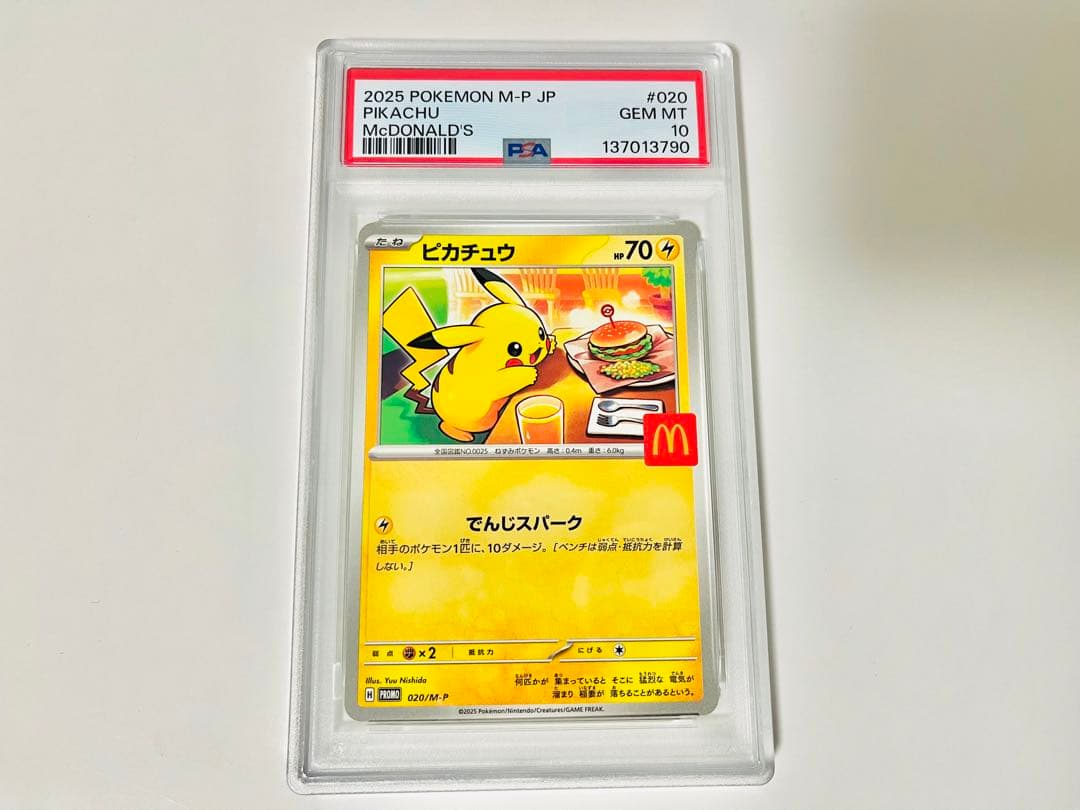 2025 POKEMON M-P JP #020
PIKACHU GEM MT
McDONALD'S 10
PSA 137013790
たね ピカチュウ HP70
全国図鑑NO.0025 ねずみポケモン 高さ:0.4m 重さ:6.0kg
でんじスパーク
相手のポケモン1匹に、10ダメージ。[ベンチは弱点・抵抗力を計算
しない。]
弱点 ×2 抵抗力 にげる
Illus. Yuu Nishida
何匹かが 集まっていると そこに 猛烈な 電気が
溜まり 稲妻が 落ちることがあるという。
H PROMO 020/M-P
©2025 Pokémon/Nintendo/Creatures/GAME FREAK.